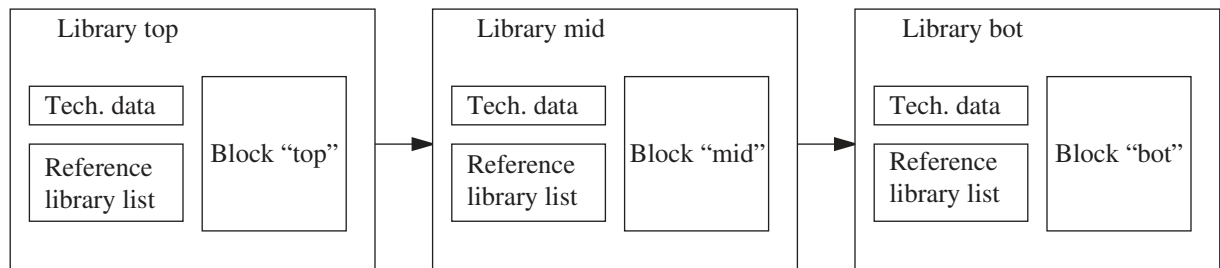 Library top
Tech. data
Reference
library list
Block “top”
Library mid
Tech. data
Reference
library list
Block “mid”
Library bot
Tech. data
Reference
library list
Block “bot”